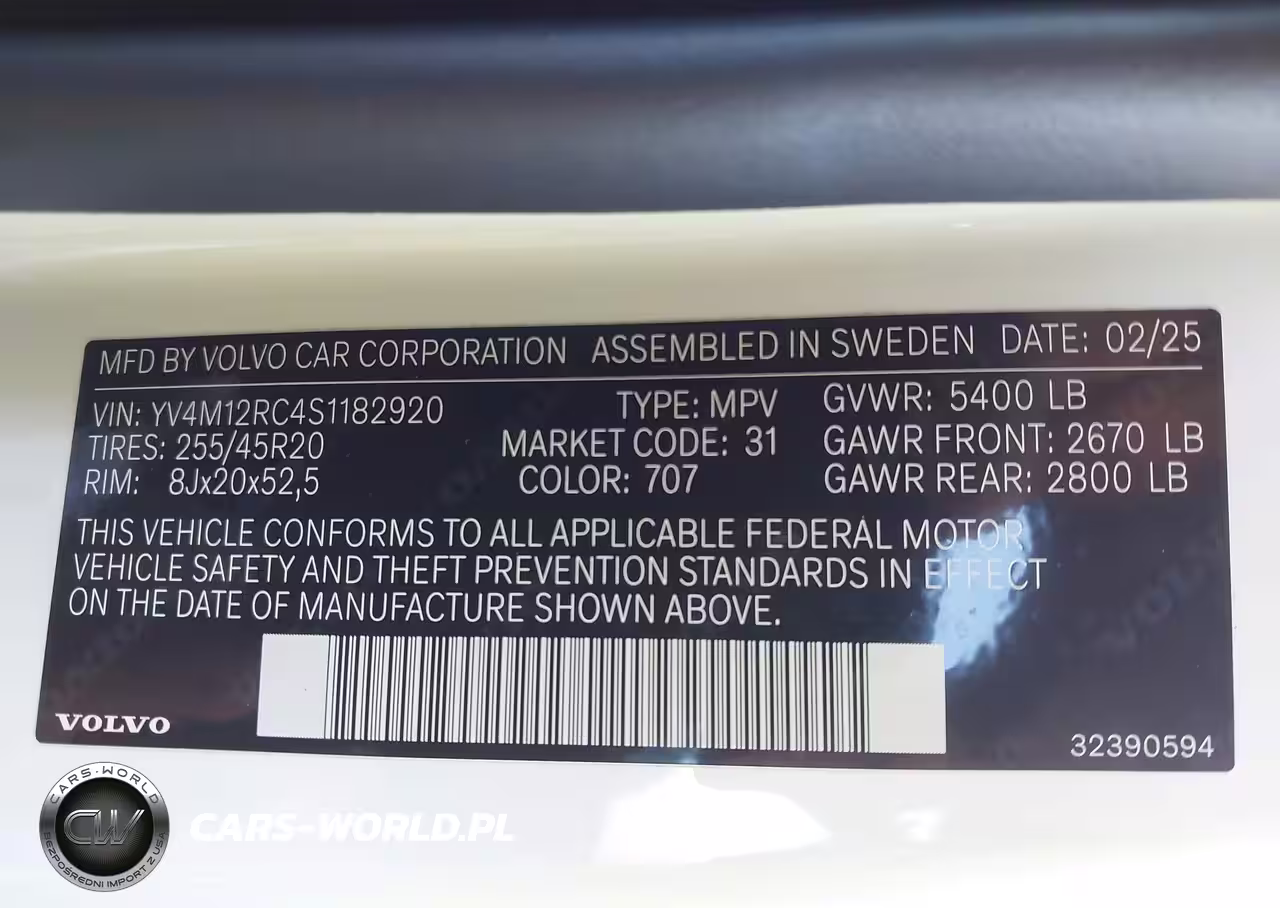 MFD BY VOLVO CAR CORPORATION ASSEMBLED IN SWEDEN DATE: 02/25
VIN: YV4M12RC4S1182920 TYPE: MPV GVWR: 5400 LB
TIRES: 255/45R20 MARKET CODE: 31 GAWR FRONT: 2670 LB
RIM: 8Jx20x52,5 COLOR: 707 GAWR REAR: 2800 LB
THIS VEHICLE CONFORMS TO ALL APPLICABLE FEDERAL MOTOR
VEHICLE SAFETY AND THEFT PREVENTION STANDARDS IN EFFECT
ON THE DATE OF MANUFACTURE SHOWN ABOVE.
VOLVO
32390594
CARS-WORLD
CW
BEZPOŚREDNI IMPORT Z USA
CARS-WORLD.PL